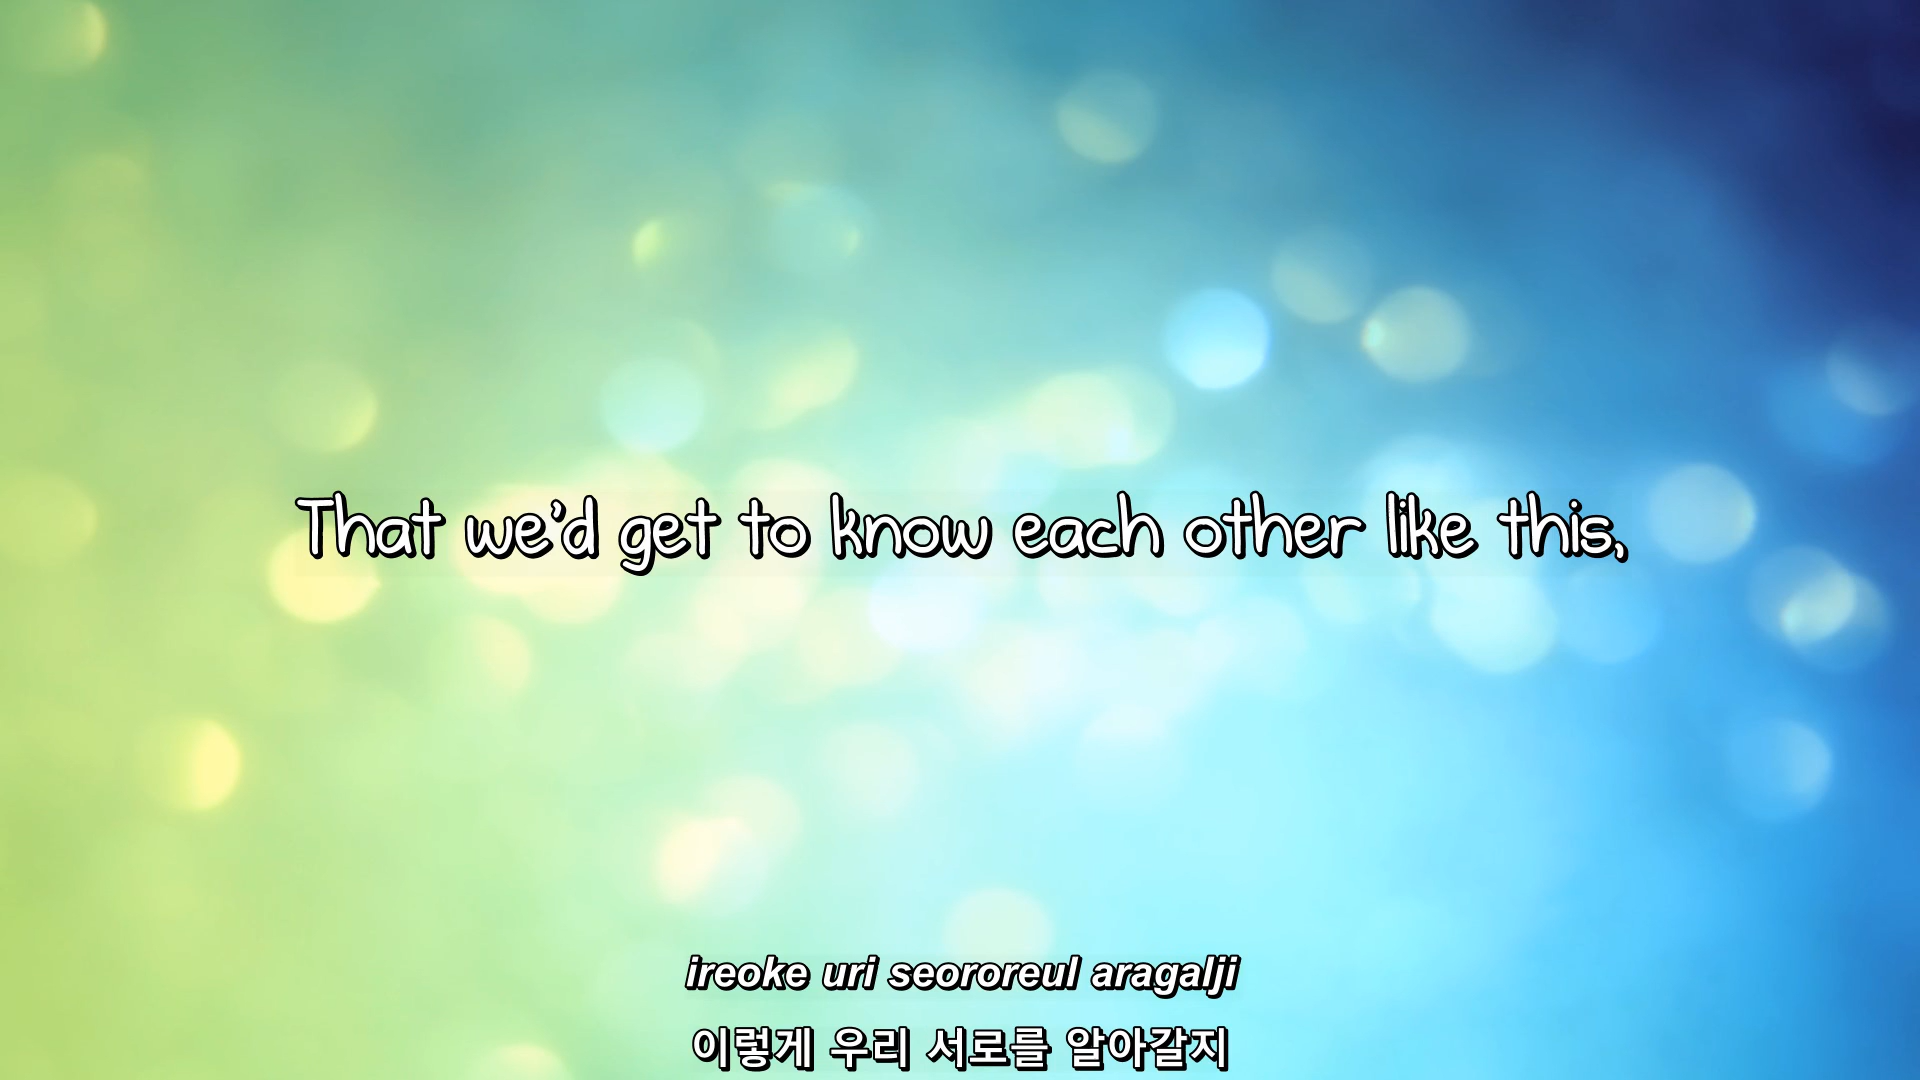 That we'd get to know each other like this,
ireoke uri seororeul aragalji
이렇게 우리 서로를 알아갈지